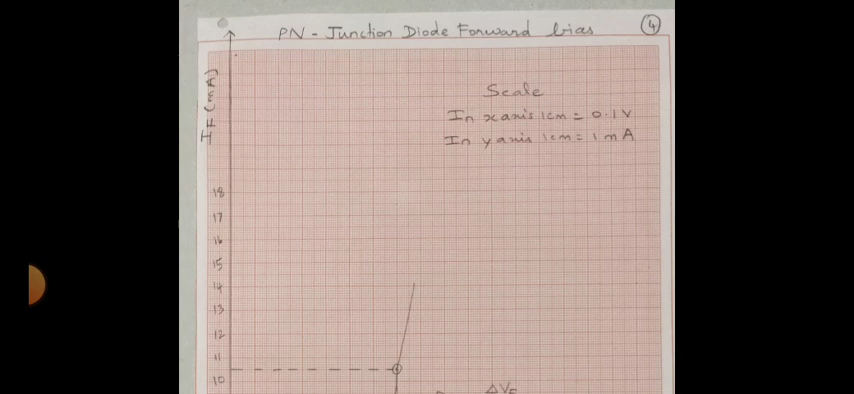 PN - Junction Diode Forward bias
4
IF (mA)
Scale
In x axis 1cm = 0.1 V
In y axis 1cm = 1 mA
18
17
16
15
14
13
12
11
10
ΔVF